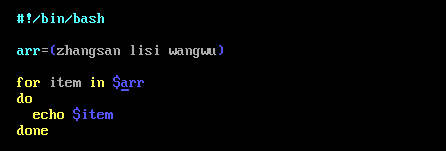 #!/bin/bash
arr=(zhangsan lisi wangwu)
for item in $arr
do
  echo $item
done